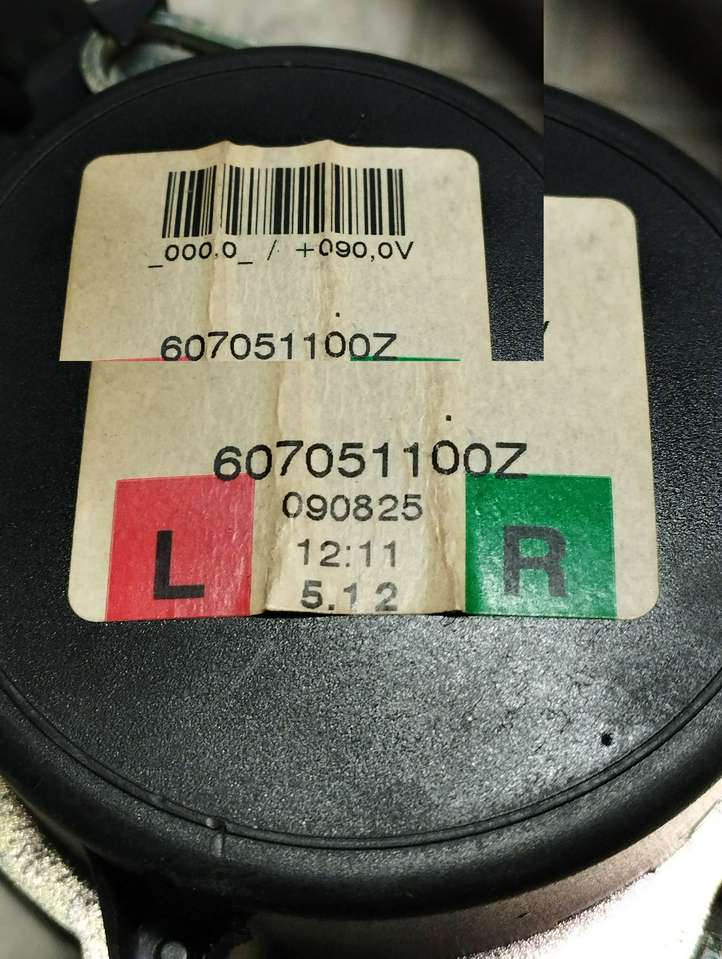 _000,0_ / +090,0V
607051100Z
607051100Z
090825
L 12:11 R
5.12